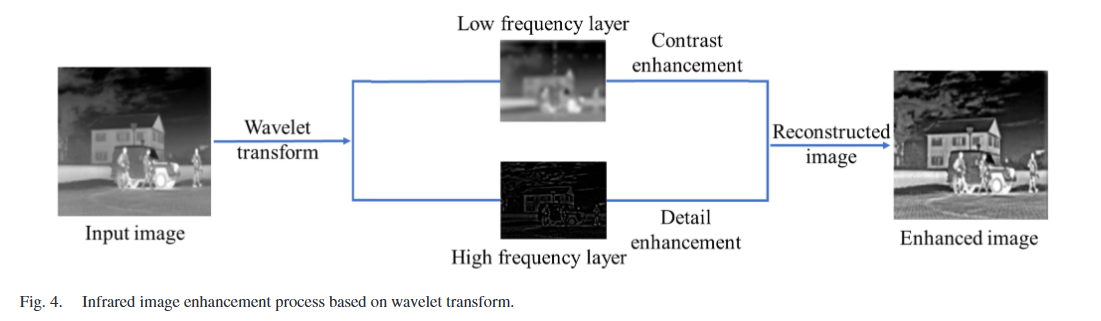 Low frequency layer
Contrast
enhancement
Wavelet
transform
Reconstructed
image
Input image
Detail
enhancement
High frequency layer
Enhanced image
Fig. 4. Infrared image enhancement process based on wavelet transform.